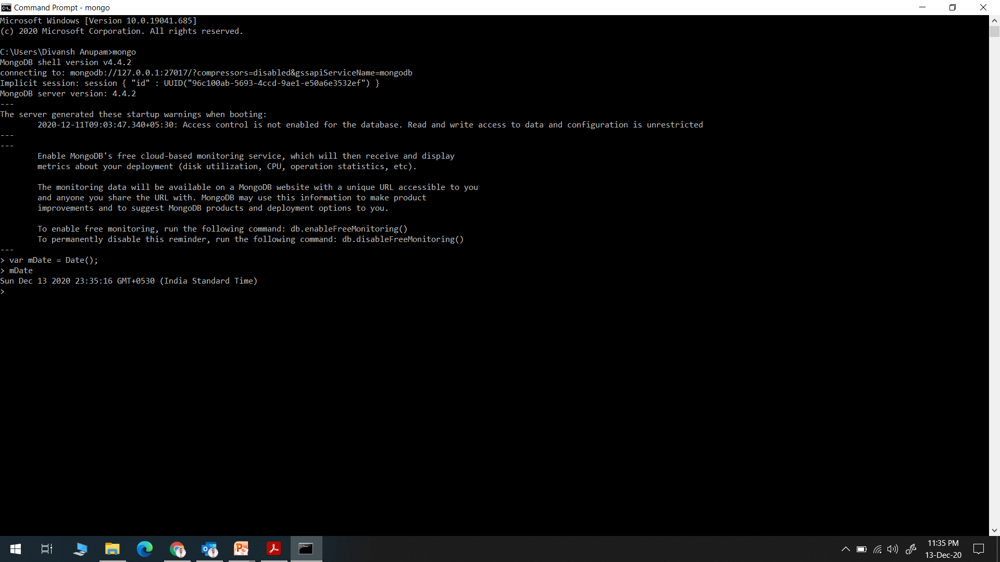 Command Prompt - mongo
Microsoft Windows [Version 10.0.19041.685]
(c) 2020 Microsoft Corporation. All rights reserved.
C:\Users\Divansh Anupam>mongo
MongoDB shell version v4.4.2
connecting to: mongodb://127.0.0.1:27017/?compressors=disabled&gssapiServiceName=mongodb
Implicit session: session { "id" : UUID("96c100ab-5693-4ccd-9ae1-e50a6e3532ef") }
MongoDB server version: 4.4.2
---
The server generated these startup warnings when booting:
2020-12-11T09:03:47.340+05:30: Access control is not enabled for the database. Read and write access to data and configuration is unrestricted
---
---
Enable MongoDB's free cloud-based monitoring service, which will then receive and display
metrics about your deployment (disk utilization, CPU, operation statistics, etc).
The monitoring data will be available on a MongoDB website with a unique URL accessible to you
and anyone you share the URL with. MongoDB may use this information to make product
improvements and to suggest MongoDB products and deployment options to you.
To enable free monitoring, run the following command: db.enableFreeMonitoring()
To permanently disable this reminder, run the following command: db.disableFreeMonitoring()
---
> var mDate = Date();
> mDate
Sun Dec 13 2020 23:35:16 GMT+0530 (India Standard Time)
>
11:35 PM
13-Dec-20